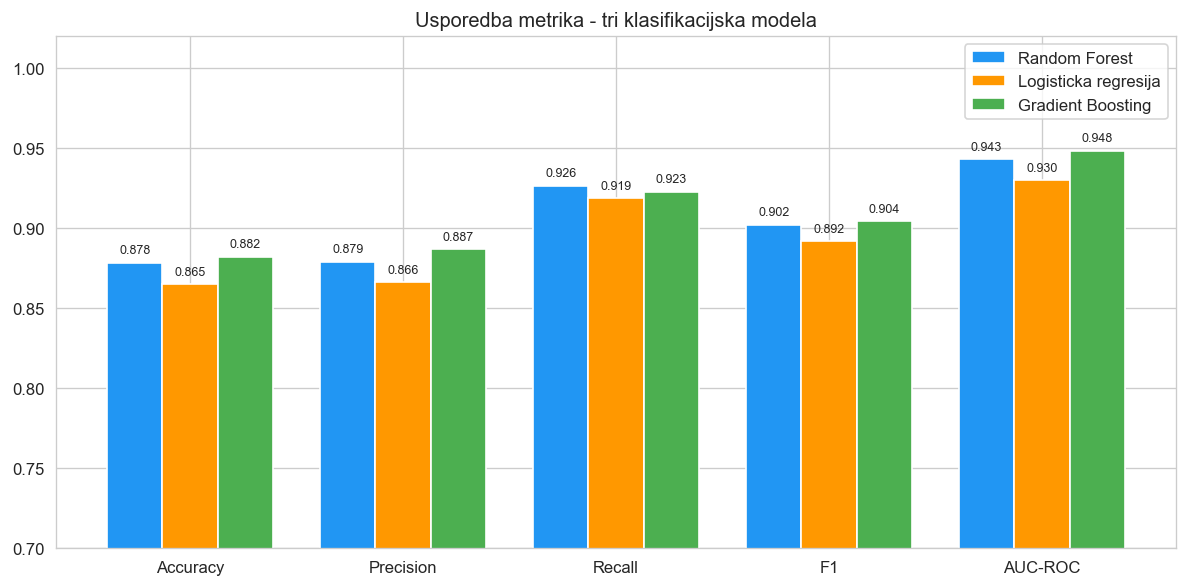 Usporedba metrika - tri klasifikacijska modela
Random Forest
Logisticka regresija
Gradient Boosting
1.00
0.95
0.90
0.85
0.80
0.75
0.70
0.878
0.865
0.882
0.879
0.866
0.887
0.926
0.919
0.923
0.902
0.892
0.904
0.943
0.930
0.948
Accuracy
Precision
Recall
F1
AUC-ROC